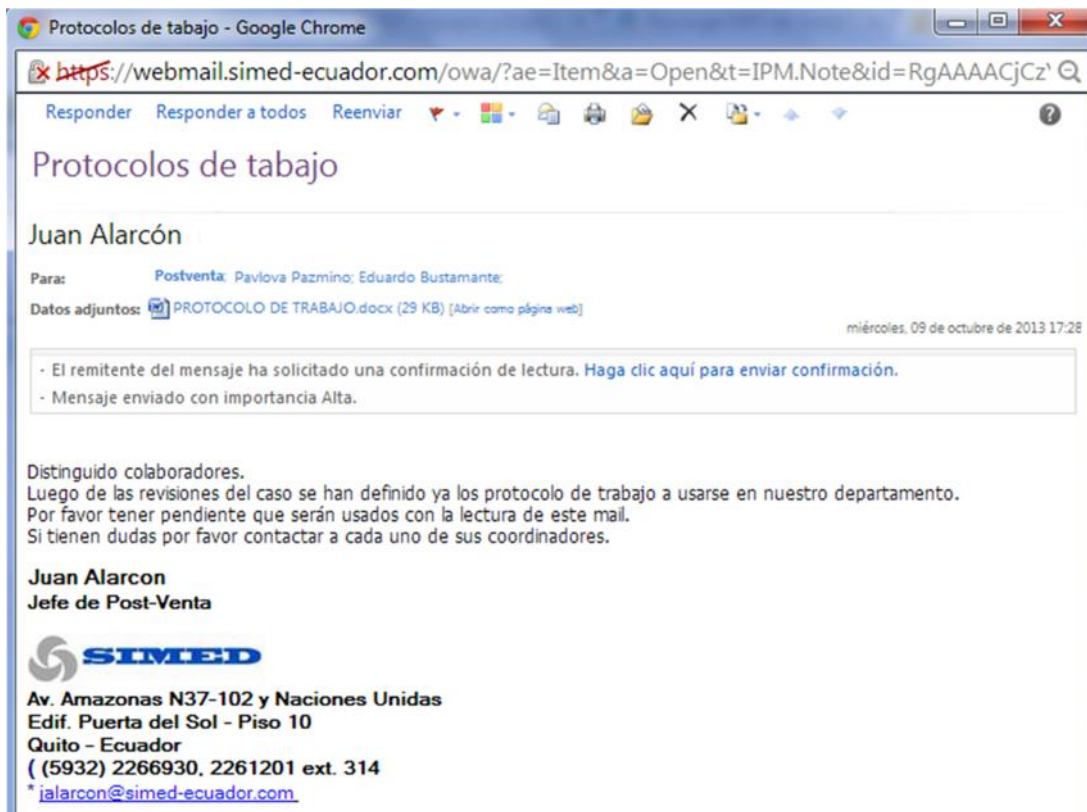 Protocolos de tabajo - Google Chrome
https://webmail.simed-ecuador.com/owa/?ae=Item&a=Open&t=IPM.Note&id=RgAAAACjCzY
Responder Responder a todos Reenviar
Protocolos de tabajo
Juan Alarcón
Para: Postventa; Pavlova Pazmino; Eduardo Bustamante;
Datos adjuntos: PROTOCOLO DE TRABAJO.docx (29 KB) [Abrir como página web]
miércoles, 09 de octubre de 2013 17:28
- El remitente del mensaje ha solicitado una confirmación de lectura. Haga clic aquí para enviar confirmación.
- Mensaje enviado con importancia Alta.
Distinguido colaboradores.
Luego de las revisiones del caso se han definido ya los protocolo de trabajo a usarse en nuestro departamento.
Por favor tener pendiente que serán usados con la lectura de este mail.
Si tienen dudas por favor contactar a cada uno de sus coordinadores.
Juan Alarcon
Jefe de Post-Venta
SIMED
Av. Amazonas N37-102 y Naciones Unidas
Edif. Puerta del Sol - Piso 10
Quito - Ecuador
( (5932) 2266930, 2261201 ext. 314
* jalarcon@simed-ecuador.com